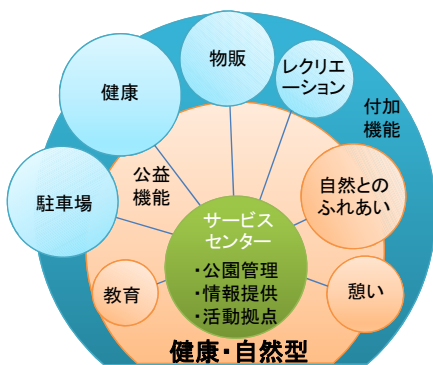 物販
レクリエ
ーション
健康
付加
機能
公益
機能
自然との
ふれあい
駐車場
サービス
センター
・公園管理
・情報提供
・活動拠点
教育
憩い
健康・自然型